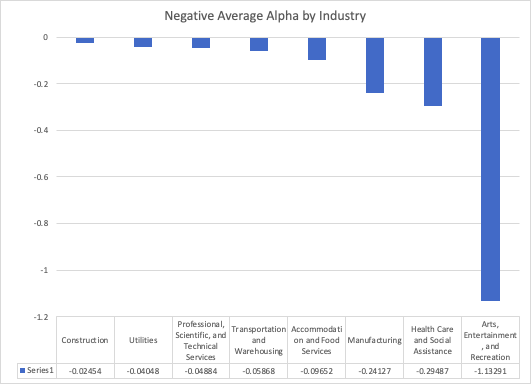 Negative Average Alpha by Industry
0
-0.2
-0.4
-0.6
-0.8
-1
-1.2
Construction
Utilities
Professional,
Scientific, and
Technical
Services
Transportation
and
Warehousing
Accommodati
on and Food
Services
Manufacturing
Health Care
and Social
Assistance
Arts,
Entertainment
, and
Recreation
Series1 -0.02454 -0.04048 -0.04884 -0.05868 -0.09652 -0.24127 -0.29487 -1.13291